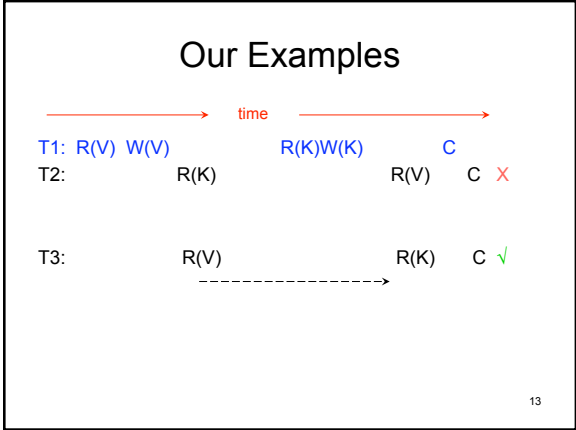 Our Examples
time
T1: R(V) W(V) R(K)W(K) C
T2: R(K) R(V) C X
T3: R(V) R(K) C √
13